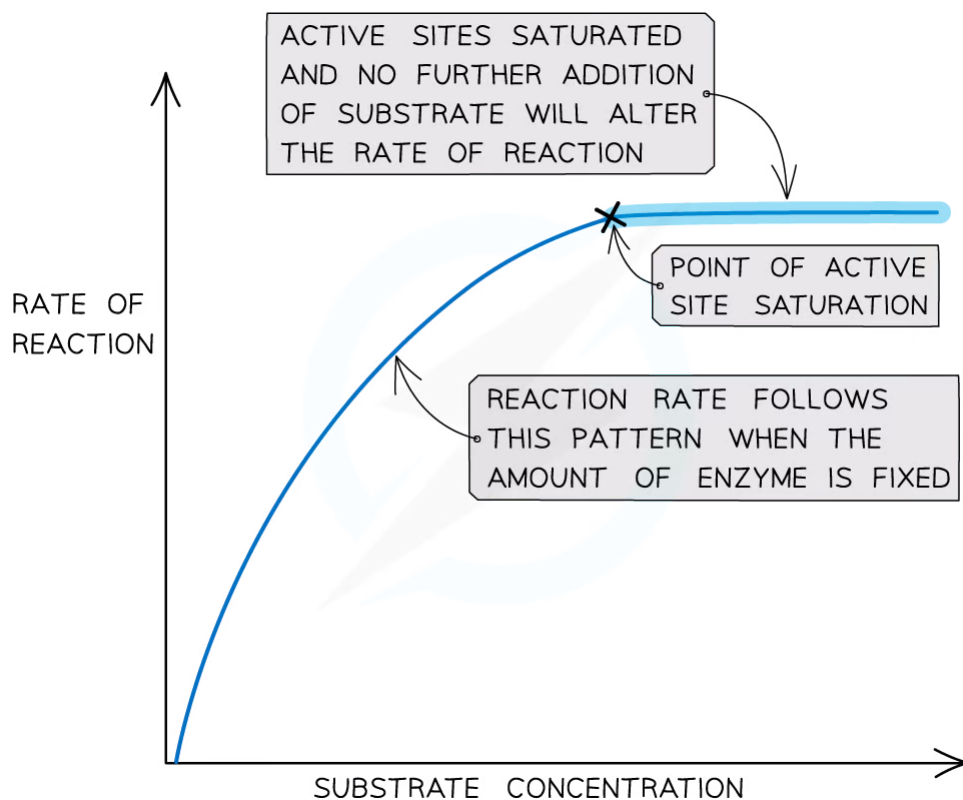 ACTIVE SITES SATURATED
AND NO FURTHER ADDITION
OF SUBSTRATE WILL ALTER
THE RATE OF REACTION
POINT OF ACTIVE
SITE SATURATION
RATE OF
REACTION
REACTION RATE FOLLOWS
THIS PATTERN WHEN THE
AMOUNT OF ENZYME IS FIXED
SUBSTRATE CONCENTRATION